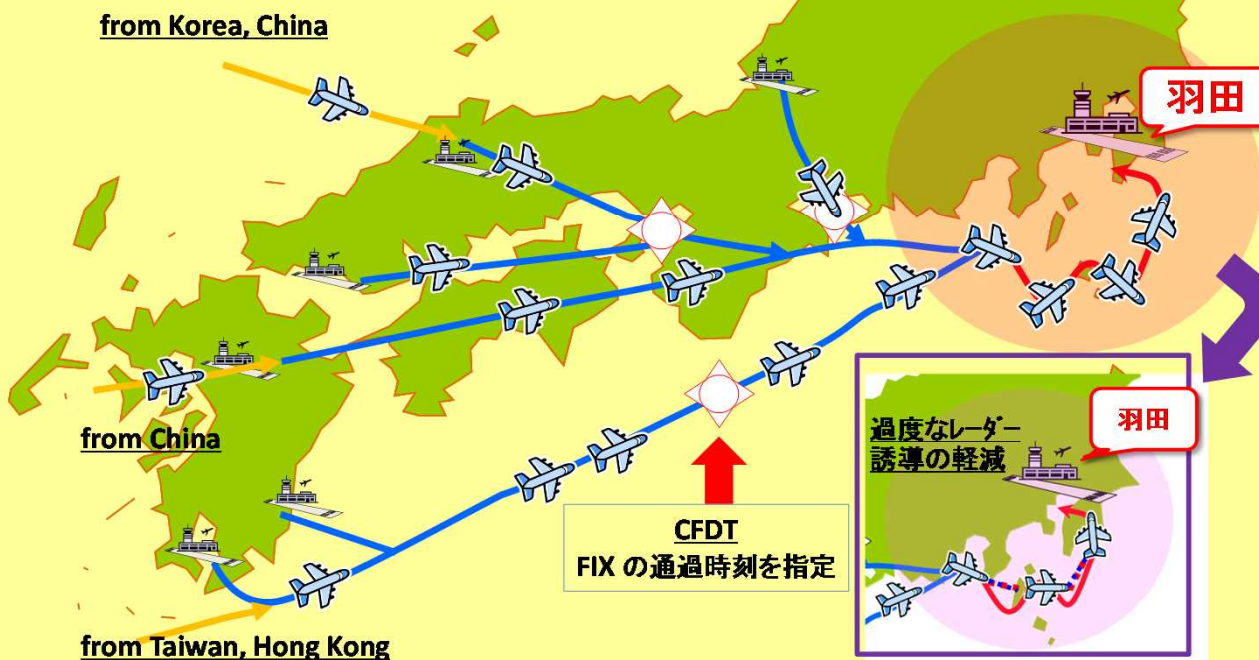 from Korea, China
羽田
from China
過度なレーダー
誘導の軽減
羽田
CFDT
FIX の通過時刻を指定
from Taiwan, Hong Kong